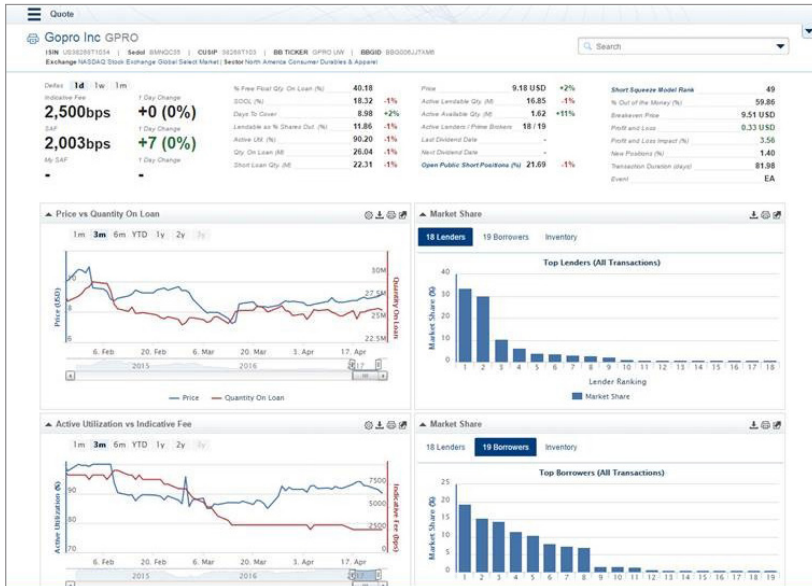 Quote
Gopro Inc GPRO
ISIN US38268T1034 | Sedol BMNQC35 | CUSIP 38268T103 | BB TICKER GPRO UW | BBGID
Exchange NASDAQ Stock Exchange Global Select Market | Sector North America Consumer Durables & Apparel
Search
Deltas 1d 1w 1m
Indicative Fee 1 Day Change
2,500bps +0 (0%)
SAF 1 Day Change
2,003bps +7 (0%)
My SAF 1 Day Change
- -
% Free Float Qty On Loan (%) 40.18
SOOL (%) 18.32 -1%
Days To Cover 8.98 +2%
Lendable as % Shares Out. (%) 11.86 -1%
Active Util. (%) 90.20 -1%
Qty On Loan (M) 26.04 -1%
Short Loan Qty (M) 22.31 -1%
Price 9.18 USD +2%
Active Lendable Qty. (M) 16.85 -1%
Active Available Qty (M) 1.62 +11%
Active Lenders / Prime Brokers 18 / 19
Last Dividend Date -
Next Dividend Date -
Open Public Short Positions (%) 21.69 -1%
Short Squeeze Model Rank 49
% Out of the Money (%) 59.86
Breakeven Price 9.51 USD
Profit and Loss 0.33 USD
Profit and Loss Impact (%) 3.56
New Positions (%) 1.40
Transaction Duration (days) 81.98
Event EA
Price vs Quantity On Loan
1m 3m 6m YTD 1y 2y 3y
Price (USD)
10
8
6
30M
27.5M
25M
22.5M
Quantity On Loan
6. Feb 20. Feb 6. Mar 20. Mar 3. Apr 17. Apr
2015 2016 2017
Price Quantity On Loan
Market Share
18 Lenders 19 Borrowers Inventory
Top Lenders (All Transactions)
Market Share (%)
40
30
20
10
0
1 2 3 4 5 6 7 8 9 10 11 12 13 14 15 16 17 18
Lender Ranking
Market Share
Active Utilization vs Indicative Fee
1m 3m 6m YTD 1y 2y 3y
Active Utilization (%)
90
80
70
7500
5000
2500
0
Indicative Fee (bps)
6. Feb 20. Feb 6. Mar 20. Mar 3. Apr 17. Apr
2015 2016 2017
Market Share
18 Lenders 19 Borrowers Inventory
Top Borrowers (All Transactions)
Market Share (%)
25
20
15
10
5
0
1 2 3 4 5 6 7 8 9 10 11 12 13 14 15 16 17 18 19